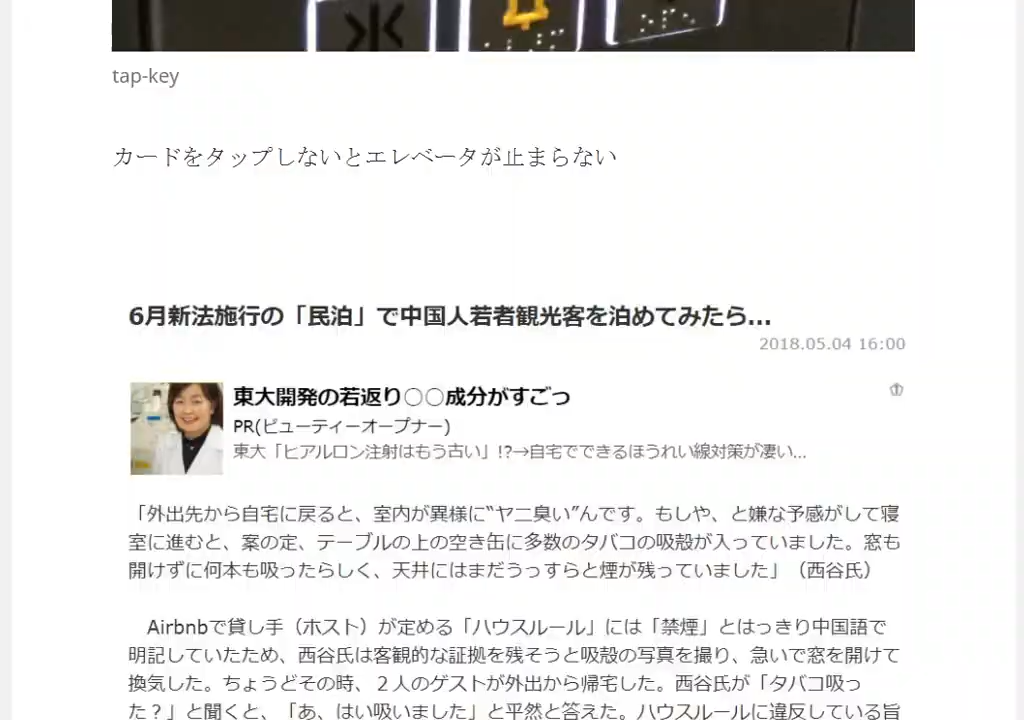 tap-key
カードをタップしないとエレベータが止まらない
6月新法施行の「民泊」で中国人若者観光客を泊めてみたら...
2018.05.04 16:00
東大開発の若返り○○成分がすごっ
PR(ビューティーオープナー)
東大「ヒアルロン注射はもう古い」!?→自宅でできるほうれい線対策が凄い...
「外出先から自宅に戻ると、室内が異様に“ヤニ臭い”んです。もしや、と嫌な予感がして寝
室に進むと、案の定、テーブルの上の空き缶に多数のタバコの吸殻が入っていました。窓も
開けずに何本も吸ったらしく、天井にはまだうっすらと煙が残っていました」（西谷氏）
Airbnbで貸し手（ホスト）が定める「ハウスルール」には「禁煙」とはっきり中国語で
明記していたため、西谷氏は客観的な証拠を残そうと吸殻の写真を撮り、急いで窓を開けて
換気した。ちょうどその時、２人のゲストが外出から帰宅した。西谷氏が「タバコ吸っ
た？」と聞くと、「あ、はい吸いました」と平然と答えた。ハウスルールに違反している旨